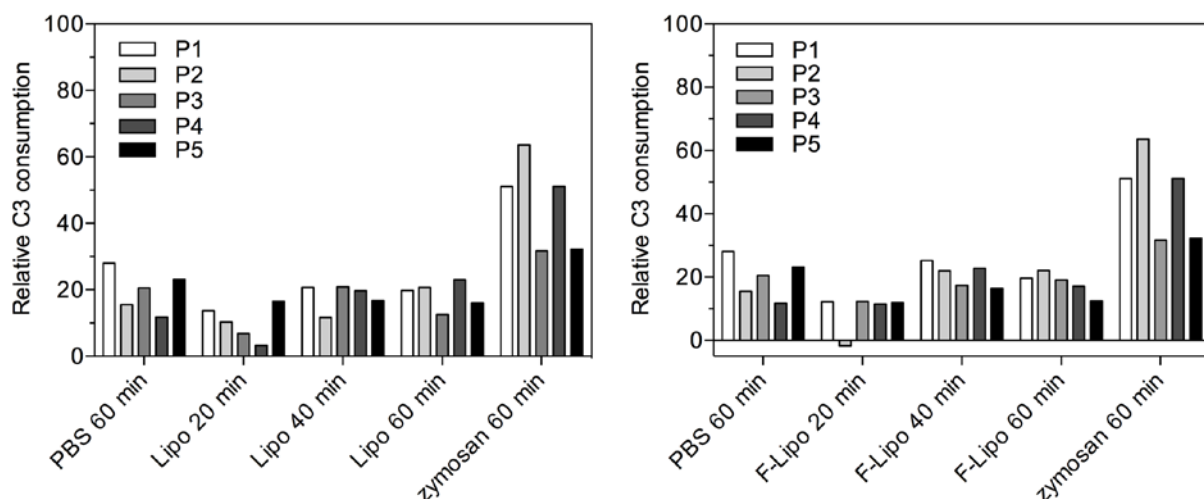 Relative C3 consumption
100
80
60
40
20
0
P1
P2
P3
P4
P5
PBS 60 min
Lipo 20 min
Lipo 40 min
Lipo 60 min
zymosan 60 min
Relative C3 consumption
100
80
60
40
20
0
P1
P2
P3
P4
P5
PBS 60 min
F-Lipo 20 min
F-Lipo 40 min
F-Lipo 60 min
zymosan 60 min